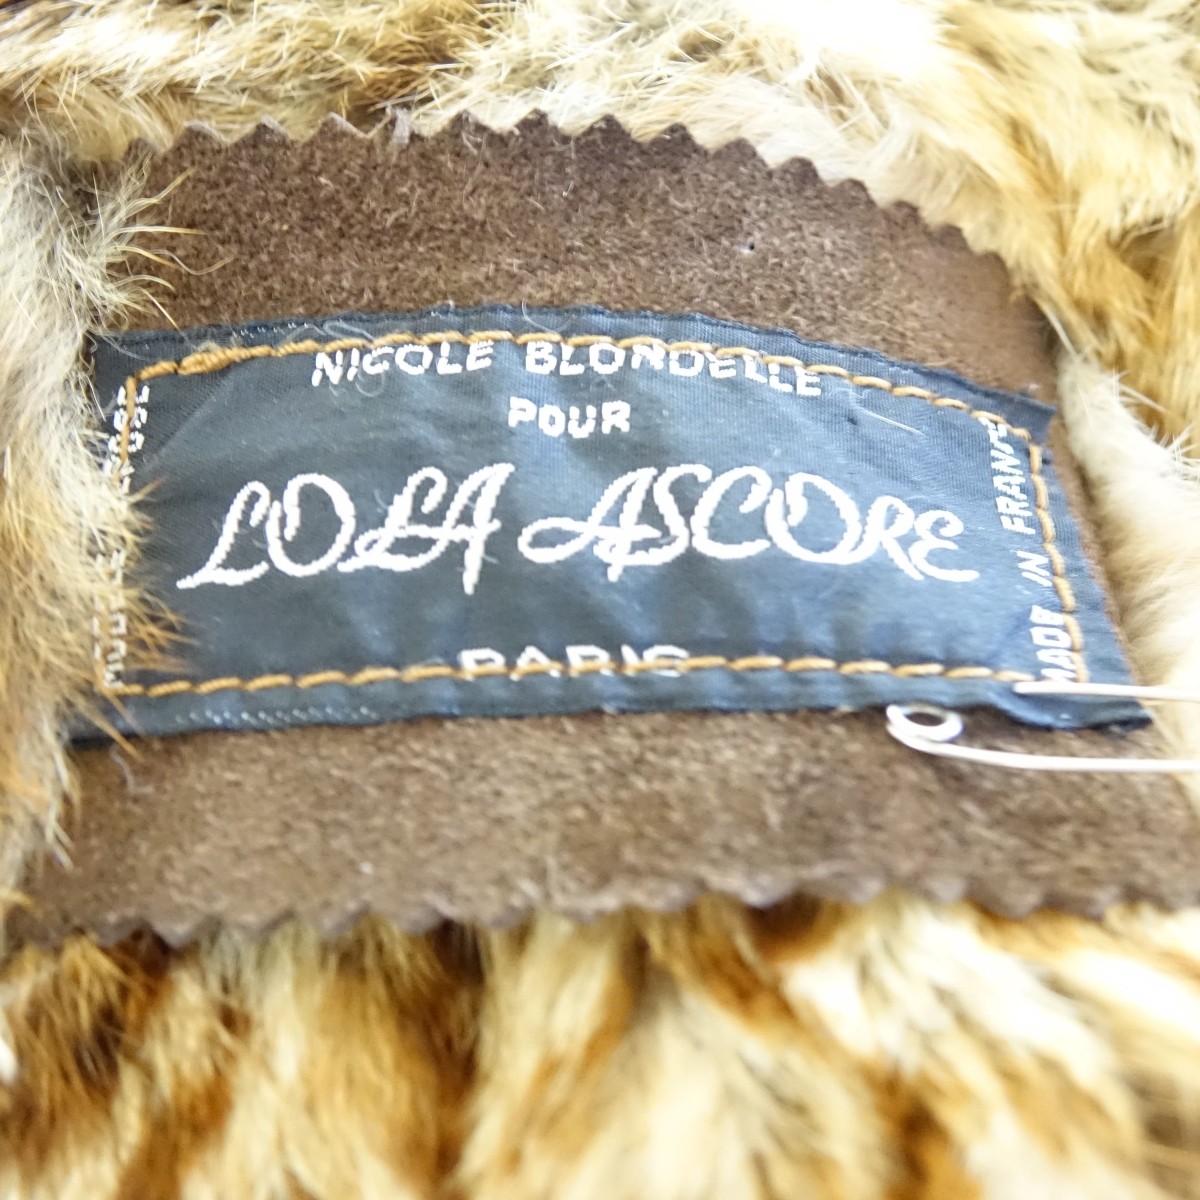 NICOLE BLONDELLE
POUR
LOLA ASCORE
PARIS
MADE IN FRANCE